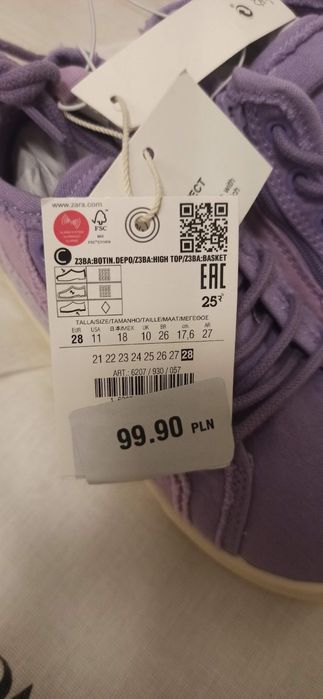 www.zara.com
FSC
C Z3BA:BOTIN.DEPO/Z3BA:HIGH TOP/Z3BA:BASKET
EAC
25
TALLA/SIZE/TAMANHO/TAILLE/MAAT/ΜΕΓΕΘΟΣ
EUR USA MEX UK BR cm AR
28 11 18 10 26 17,6 27
21 22 23 24 25 26 27 28
ART.: 6207 / 930 / 057
99.90 PLN